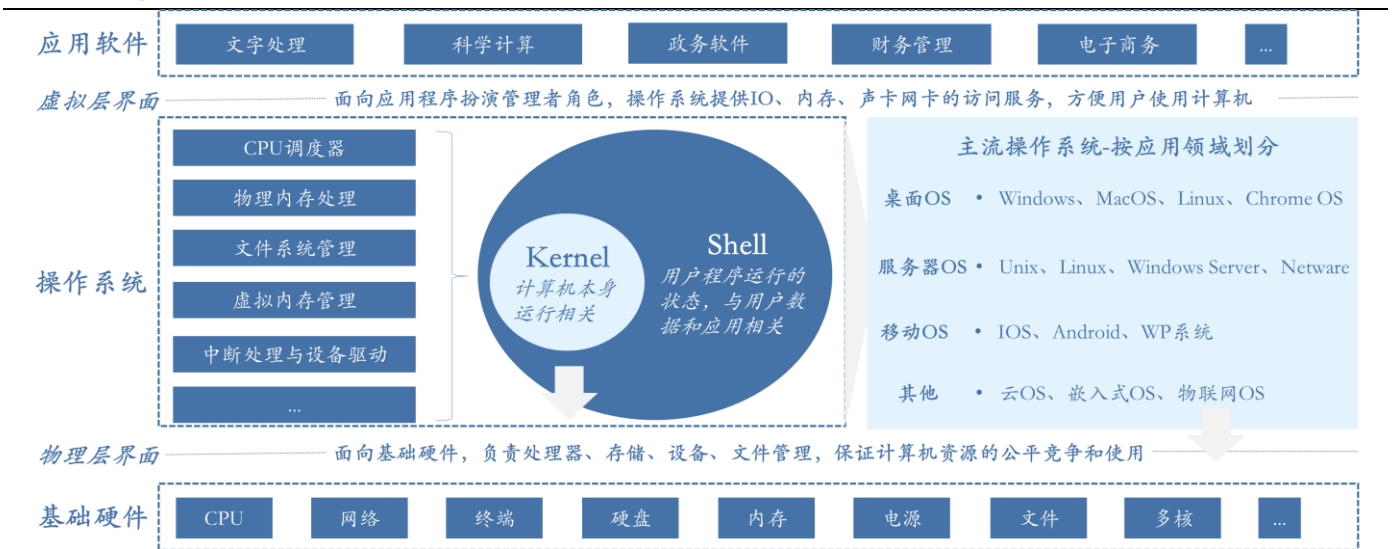 应用软件
文字处理
科学计算
政务软件
财务管理
电子商务
...
虚拟层界面
面向应用程序扮演管理者角色，操作系统提供IO、内存、声卡网卡的访问服务，方便用户使用计算机
操作系统
CPU调度器
物理内存处理
文件系统管理
虚拟内存管理
中断处理与设备驱动
...
Kernel
计算机本身
运行相关
Shell
用户程序运行的
状态，与用户数
据和应用相关
主流操作系统-按应用领域划分
桌面OS • Windows、MacOS、Linux、Chrome OS
服务器OS • Unix、Linux、Windows Server、Netware
移动OS • IOS、Android、WP系统
其他 • 云OS、嵌入式OS、物联网OS
物理层界面
面向基础硬件，负责处理器、存储、设备、文件管理，保证计算机资源的公平竞争和使用
基础硬件
CPU
网络
终端
硬盘
内存
电源
文件
多核
...